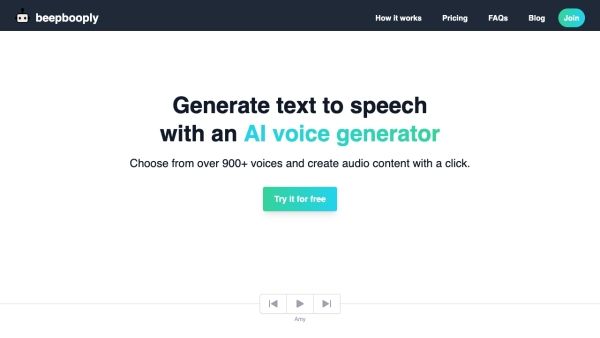 beepbooply
How it works
Pricing
FAQs
Blog
Join
Generate text to speech
with an AI voice generator
Choose from over 900+ voices and create audio content with a click.
Try it for free
Amy